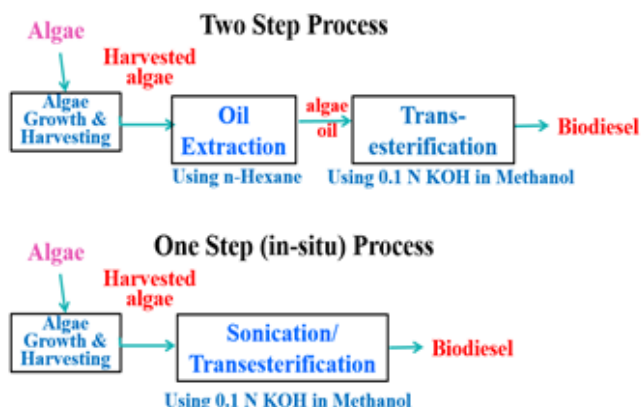 Two Step Process
Algae
Harvested
algae
Algae
Growth &
Harvesting
Oil
Extraction
Using n-Hexane
algae
oil
Trans-
esterification
Using 0.1 N KOH in Methanol
Biodiesel
One Step (in-situ) Process
Algae
Harvested
algae
Algae
Growth &
Harvesting
Sonication/
Transesterification
Using 0.1 N KOH in Methanol
Biodiesel